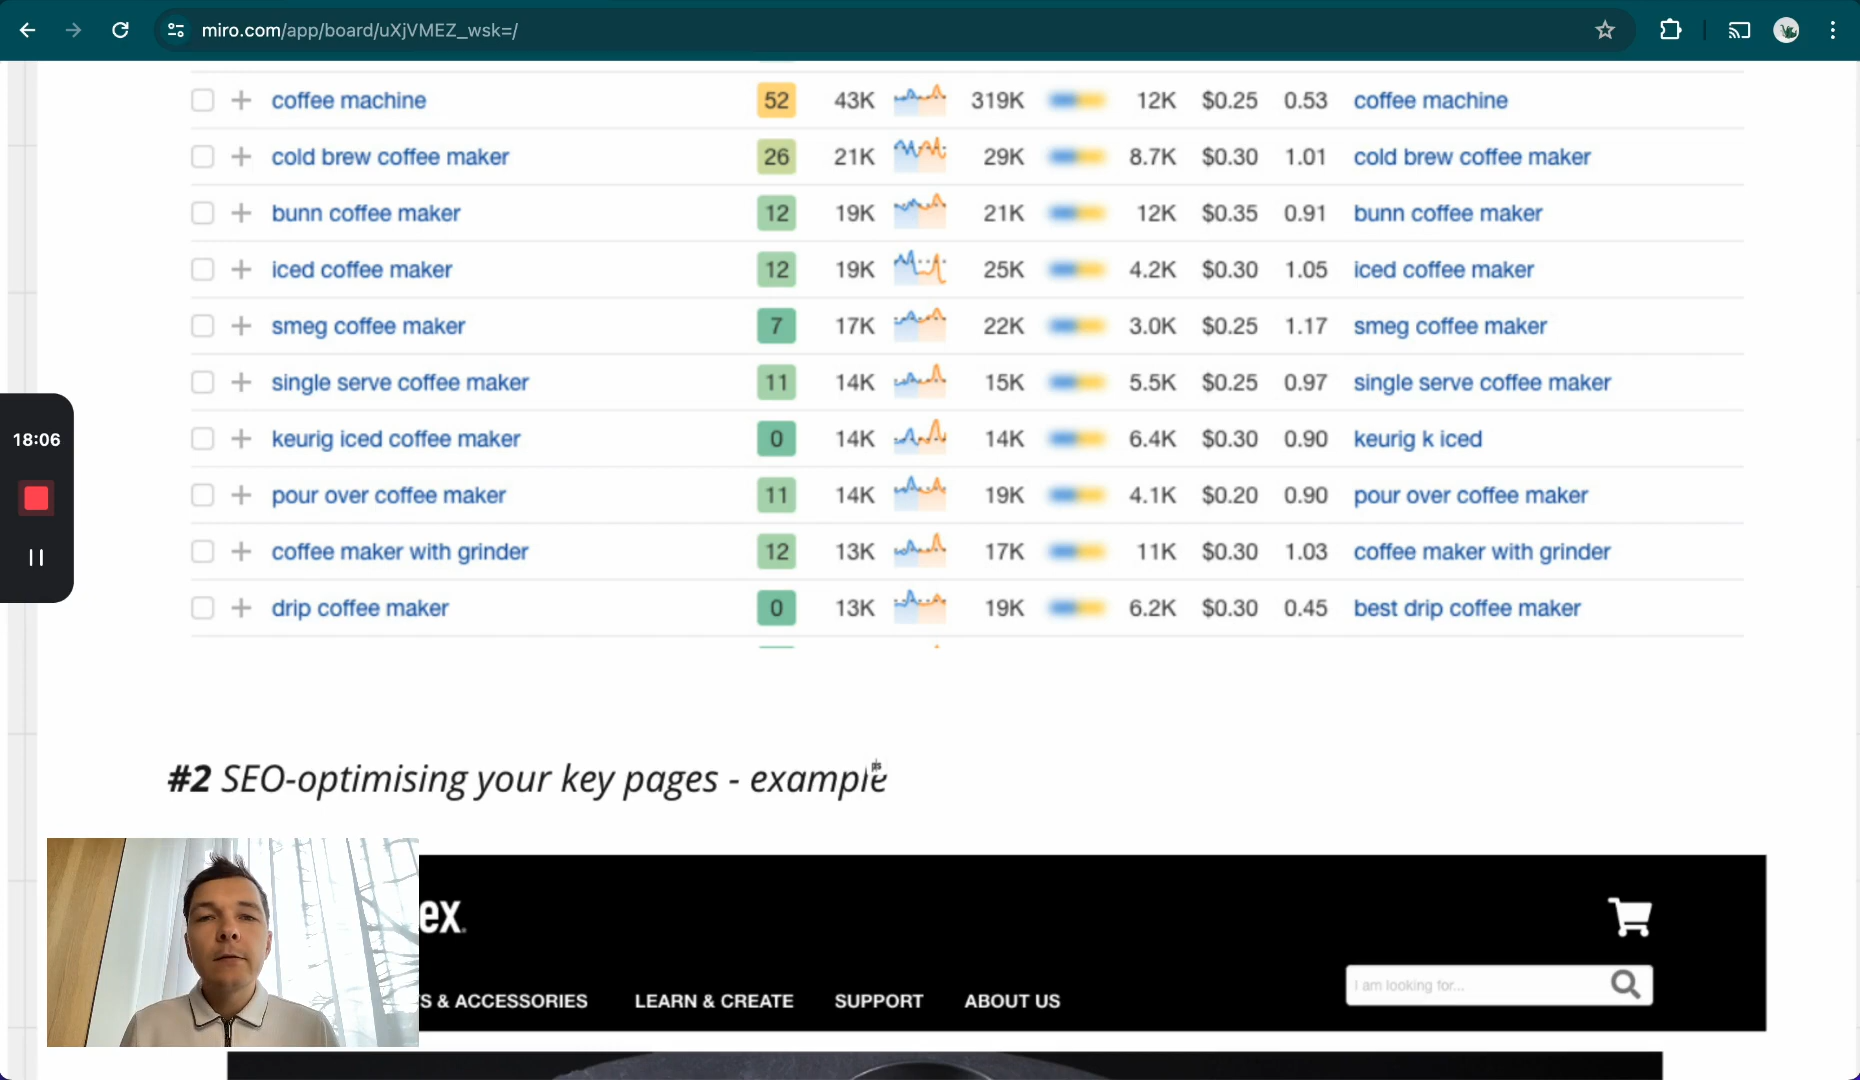 miro.com/app/board/uXjVMEZ_wsk=/
coffee machine 52 43K 319K 12K $0.25 0.53 coffee machine
cold brew coffee maker 26 21K 29K 8.7K $0.30 1.01 cold brew coffee maker
bunn coffee maker 12 19K 21K 12K $0.35 0.91 bunn coffee maker
iced coffee maker 12 19K 25K 4.2K $0.30 1.05 iced coffee maker
smeg coffee maker 7 17K 22K 3.0K $0.25 1.17 smeg coffee maker
single serve coffee maker 11 14K 15K 5.5K $0.25 0.97 single serve coffee maker
18:06
keurig iced coffee maker 0 14K 14K 6.4K $0.30 0.90 keurig k iced
pour over coffee maker 11 14K 19K 4.1K $0.20 0.90 pour over coffee maker
coffee maker with grinder 12 13K 17K 11K $0.30 1.03 coffee maker with grinder
drip coffee maker 0 13K 19K 6.2K $0.30 0.45 best drip coffee maker
#2 SEO-optimising your key pages - example
ex.
I am looking for...
S & ACCESSORIES LEARN & CREATE SUPPORT ABOUT US